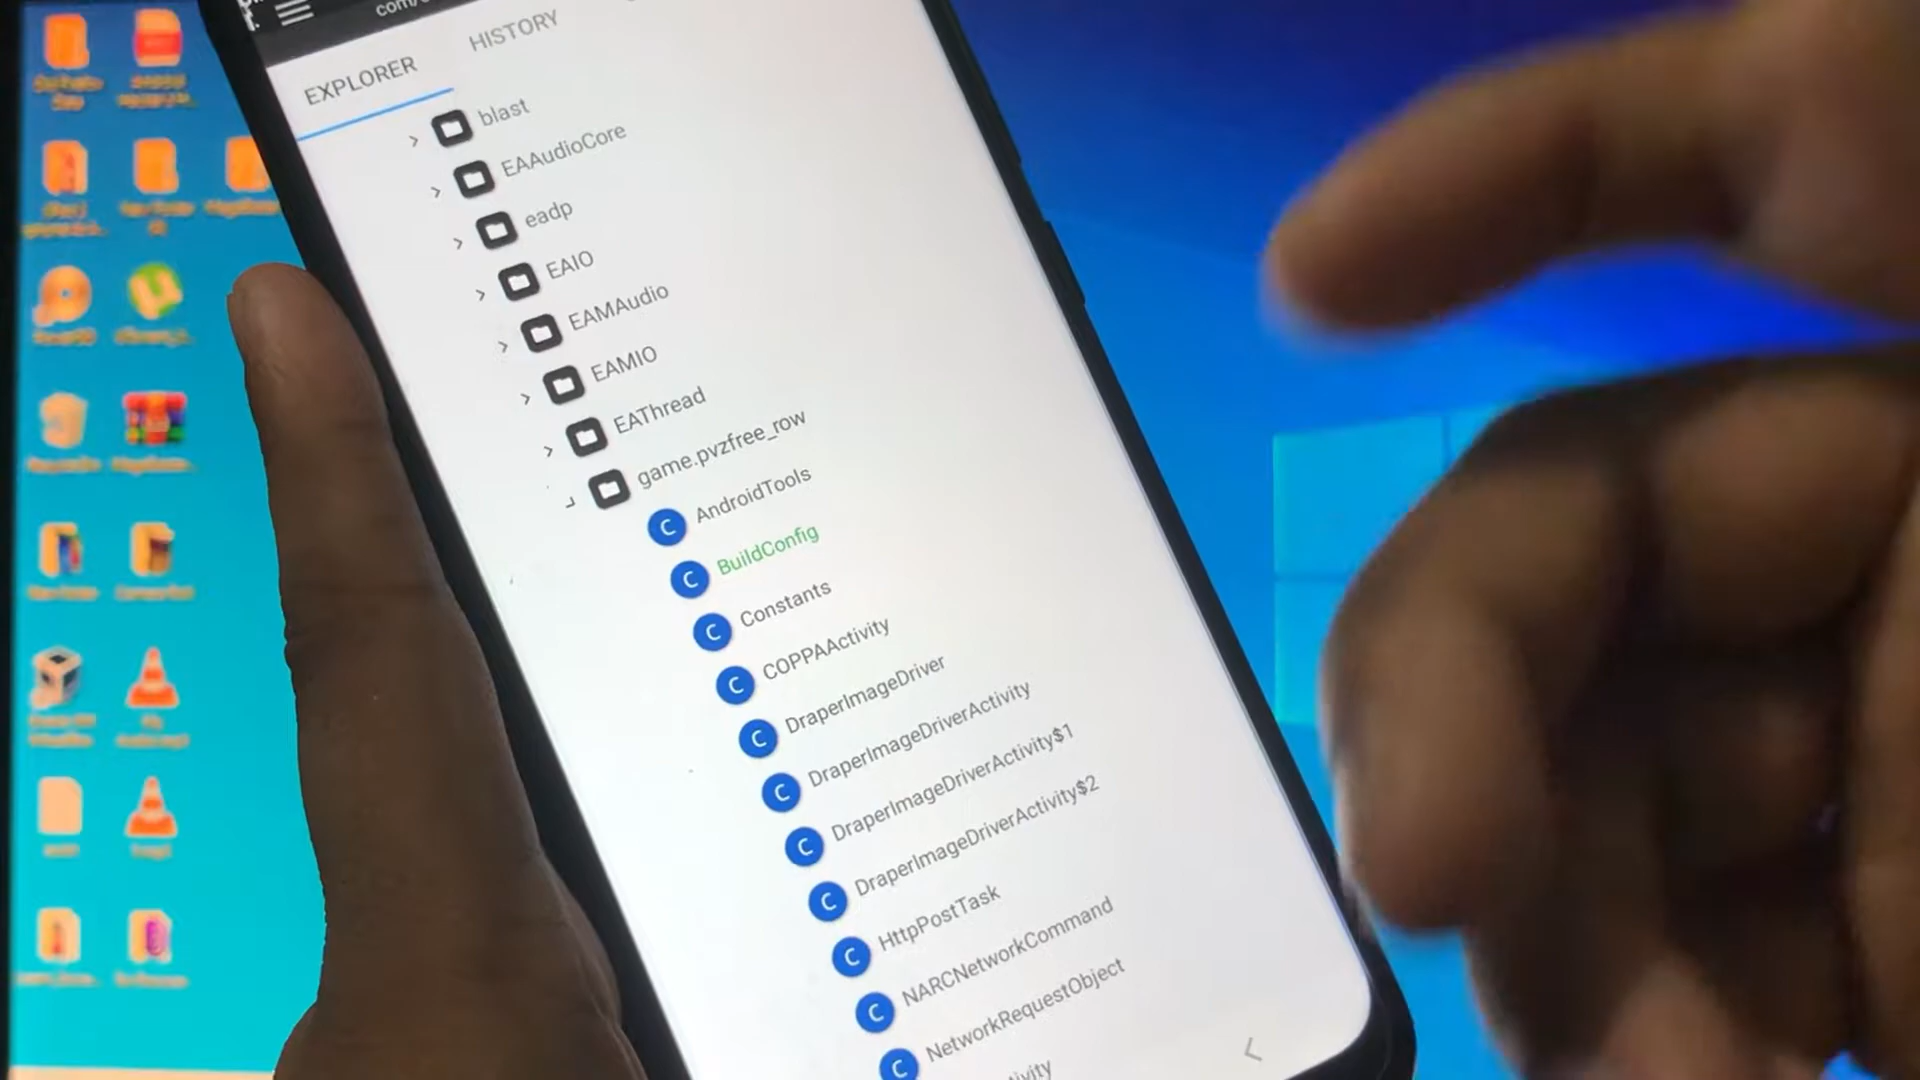 EXPLORER
HISTORY
blast
EAAudioCore
eadp
EAIO
EAMAudio
EAMIO
EAThread
game.pvzfree_row
AndroidTools
BuildConfig
Constants
COPPAActivity
DraperImageDriver
DraperImageDriverActivity
DraperImageDriverActivity$1
DraperImageDriverActivity$2
HttpPostTask
NARCNetworkCommand
NetworkRequestObject